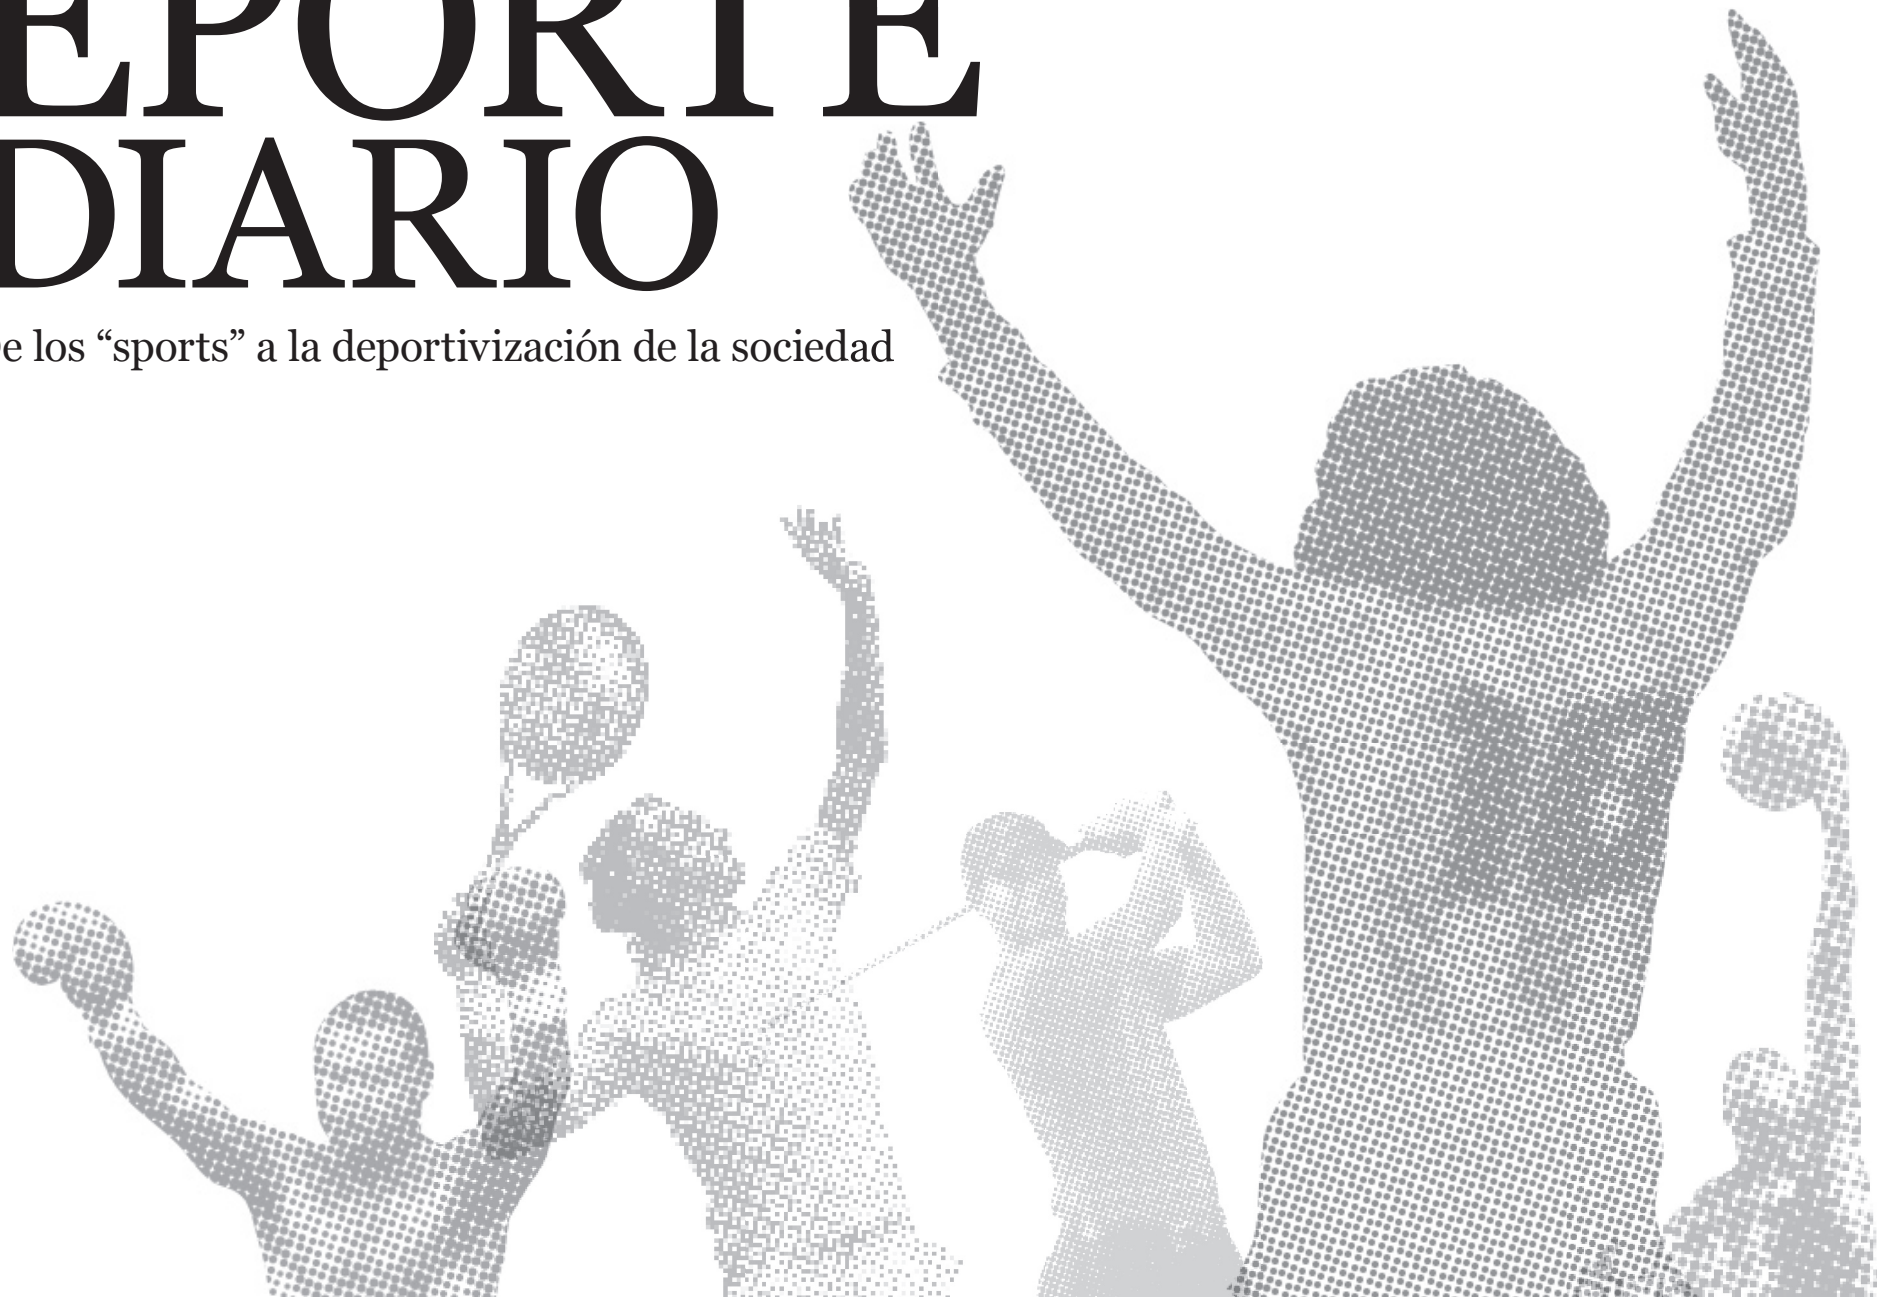 EPORTE
DIARIO
e los “sports” a la deportivización de la sociedad